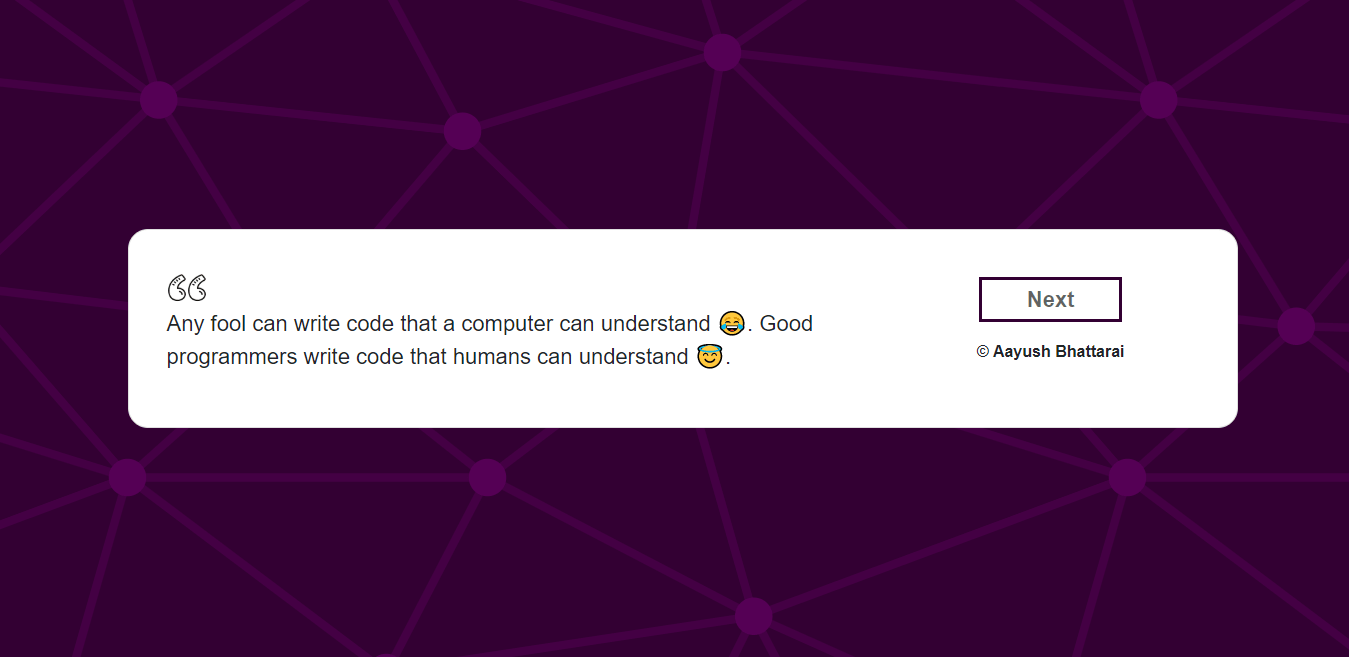 Any fool can write code that a computer can understand 😂. Good
programmers write code that humans can understand 😇.
Next
© Aayush Bhattarai